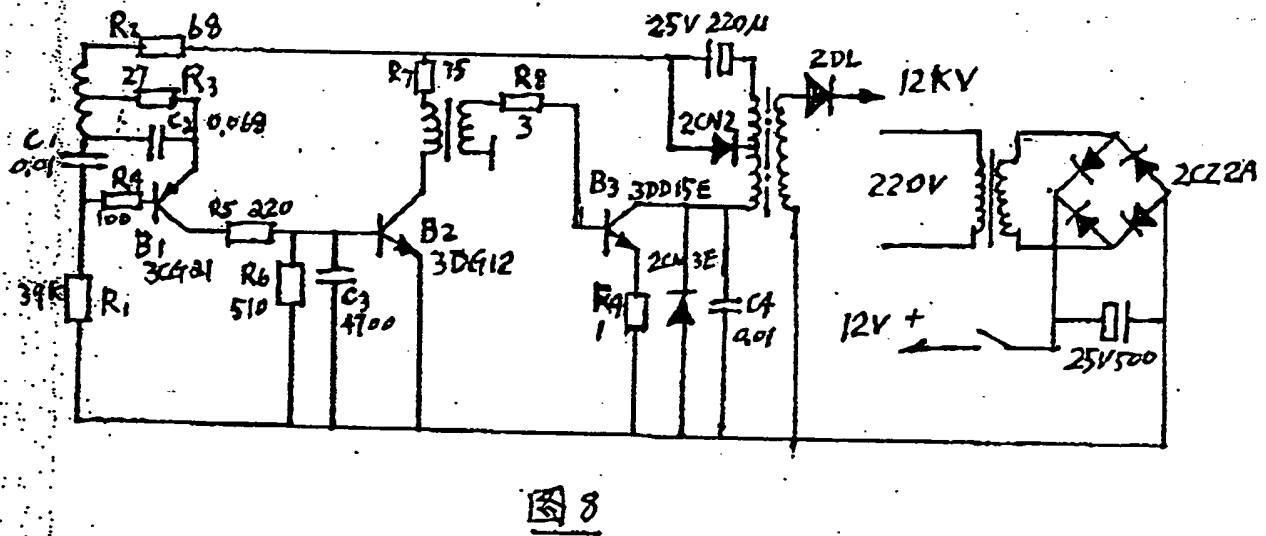 R2 68
25V 220μ
2DL
12KV
27 R3
R7 75
R8
3
C2 0,068
C1
0,01
2CN2
R4
100
B1
3CG21
R5 220
B2
3DG12
B3
3DD15E
220V
2CZ2A
39K R1
R6
510
C3
4700
R9
1
2CN3E
C4
0,01
12V +
25V500
图 8